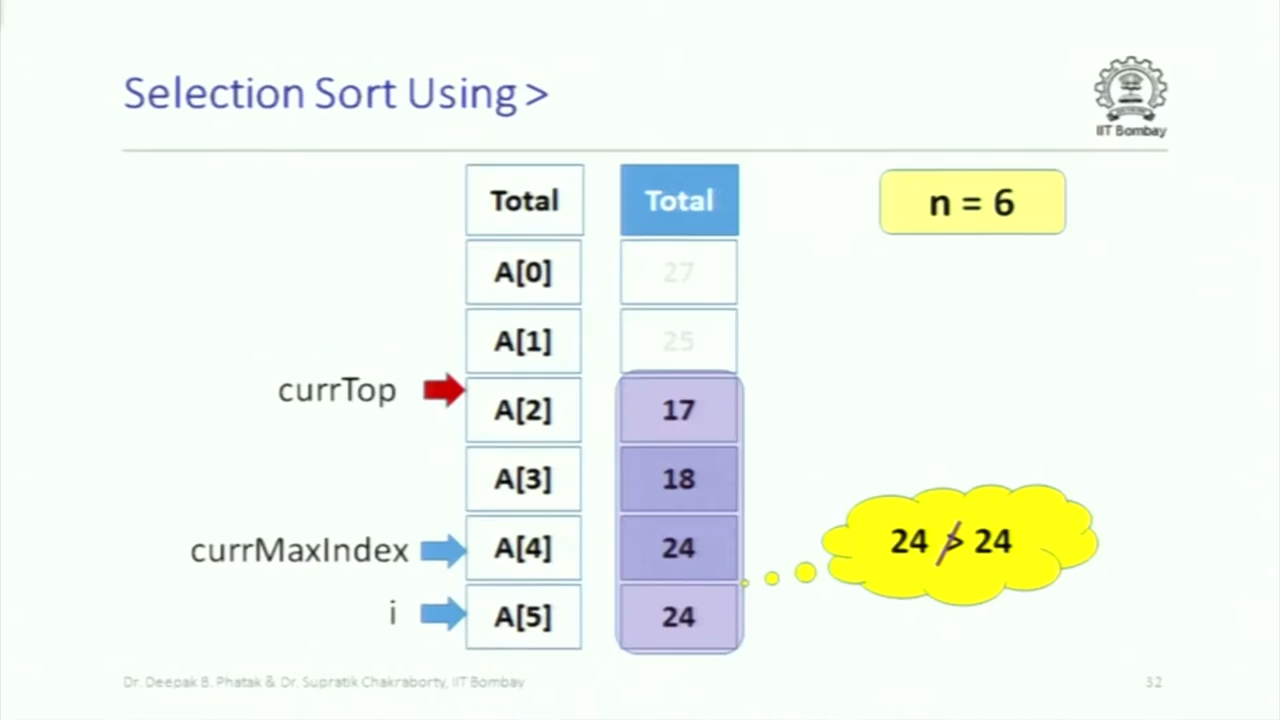 Selection Sort Using >
IIT Bombay
Total Total
n = 6
A[0] 27
A[1] 25
currTop
A[2] 17
A[3] 18
24 ≯ 24
currMaxIndex A[4] 24
i A[5] 24
Dr. Deepak B. Phatak & Dr. Supratik Chakraborty, IIT Bombay
32